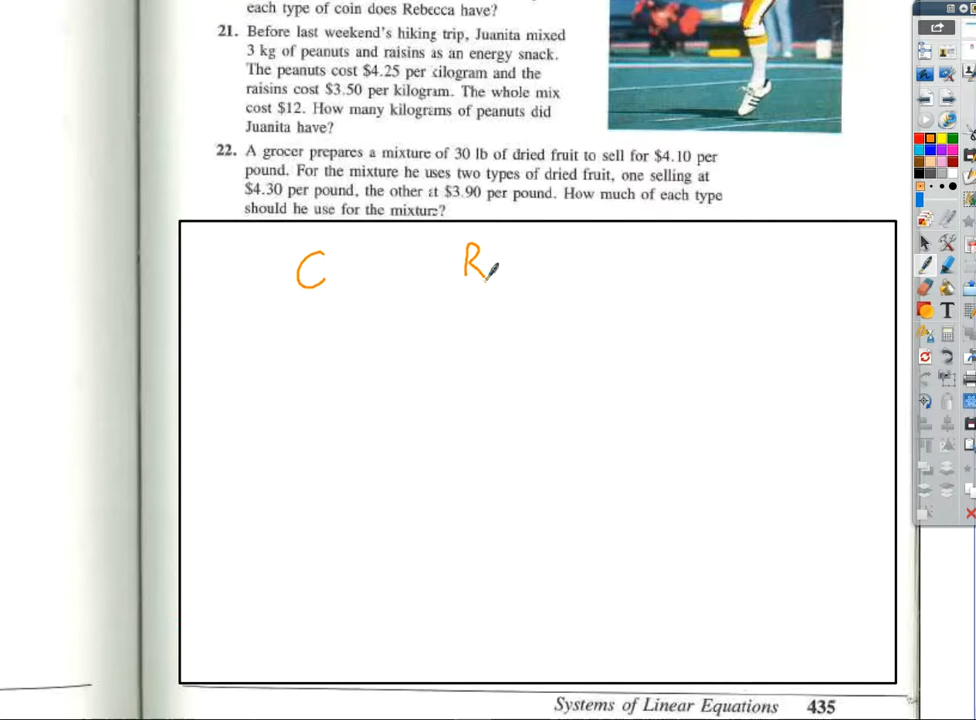 each type of coin does Rebecca have?
21. Before last weekend's hiking trip, Juanita mixed
3 kg of peanuts and raisins as an energy snack.
The peanuts cost $4.25 per kilogram and the
raisins cost $3.50 per kilogram. The whole mix
cost $12. How many kilograms of peanuts did
Juanita have?
22. A grocer prepares a mixture of 30 lb of dried fruit to sell for $4.10 per
pound. For the mixture he uses two types of dried fruit, one selling at
$4.30 per pound, the other at $3.90 per pound. How much of each type
should he use for the mixture?
C R
Systems of Linear Equations 435